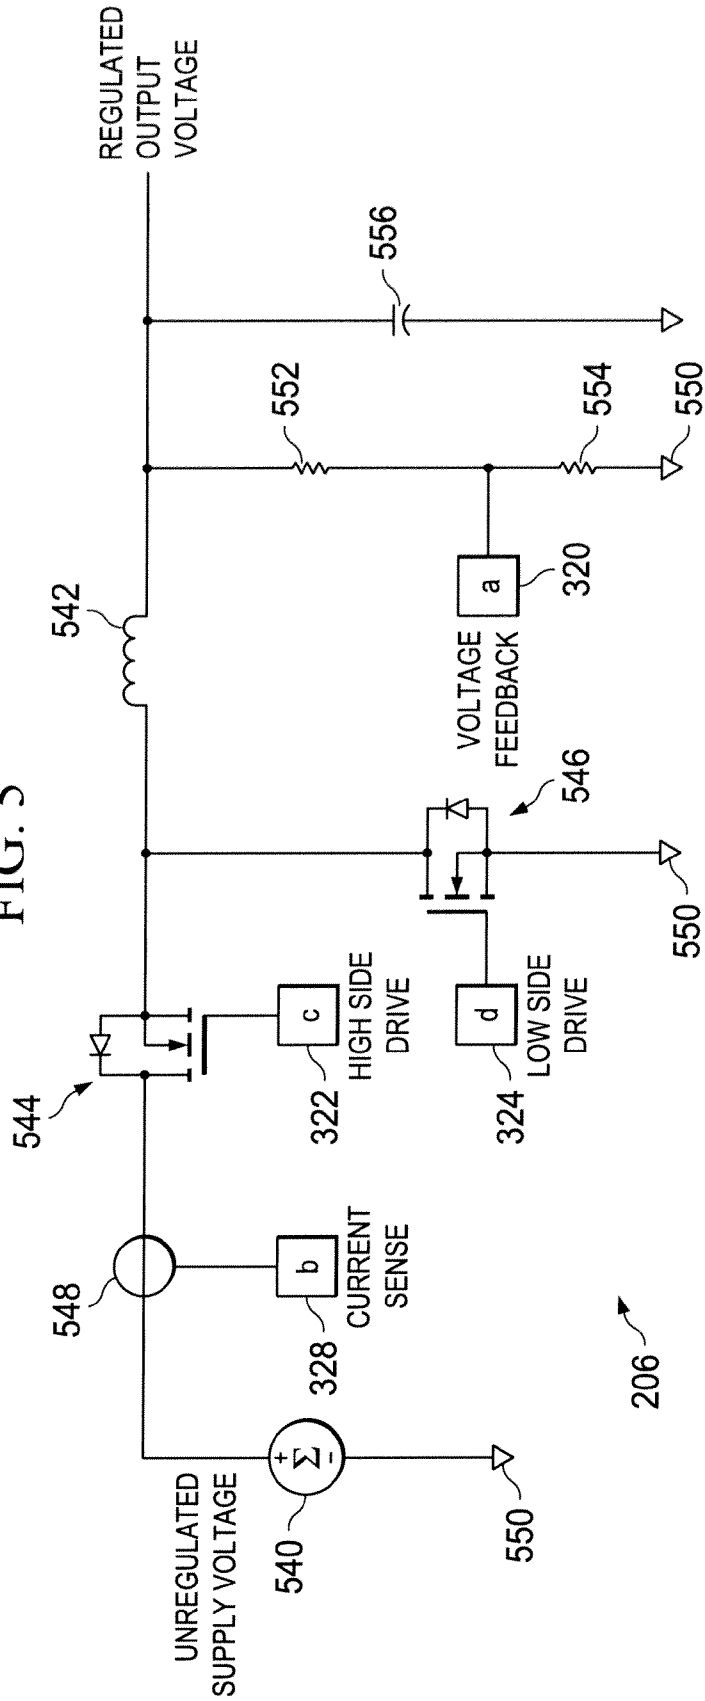 FIG. 5
UNREGULATED
SUPPLY VOLTAGE
540
+
Σ
-
550
548
b
328
CURRENT
SENSE
544
c
322
HIGH SIDE
DRIVE
d
324
LOW SIDE
DRIVE
546
550
542
VOLTAGE
FEEDBACK
a
320
552
554
550
556
REGULATED
OUTPUT
VOLTAGE
206